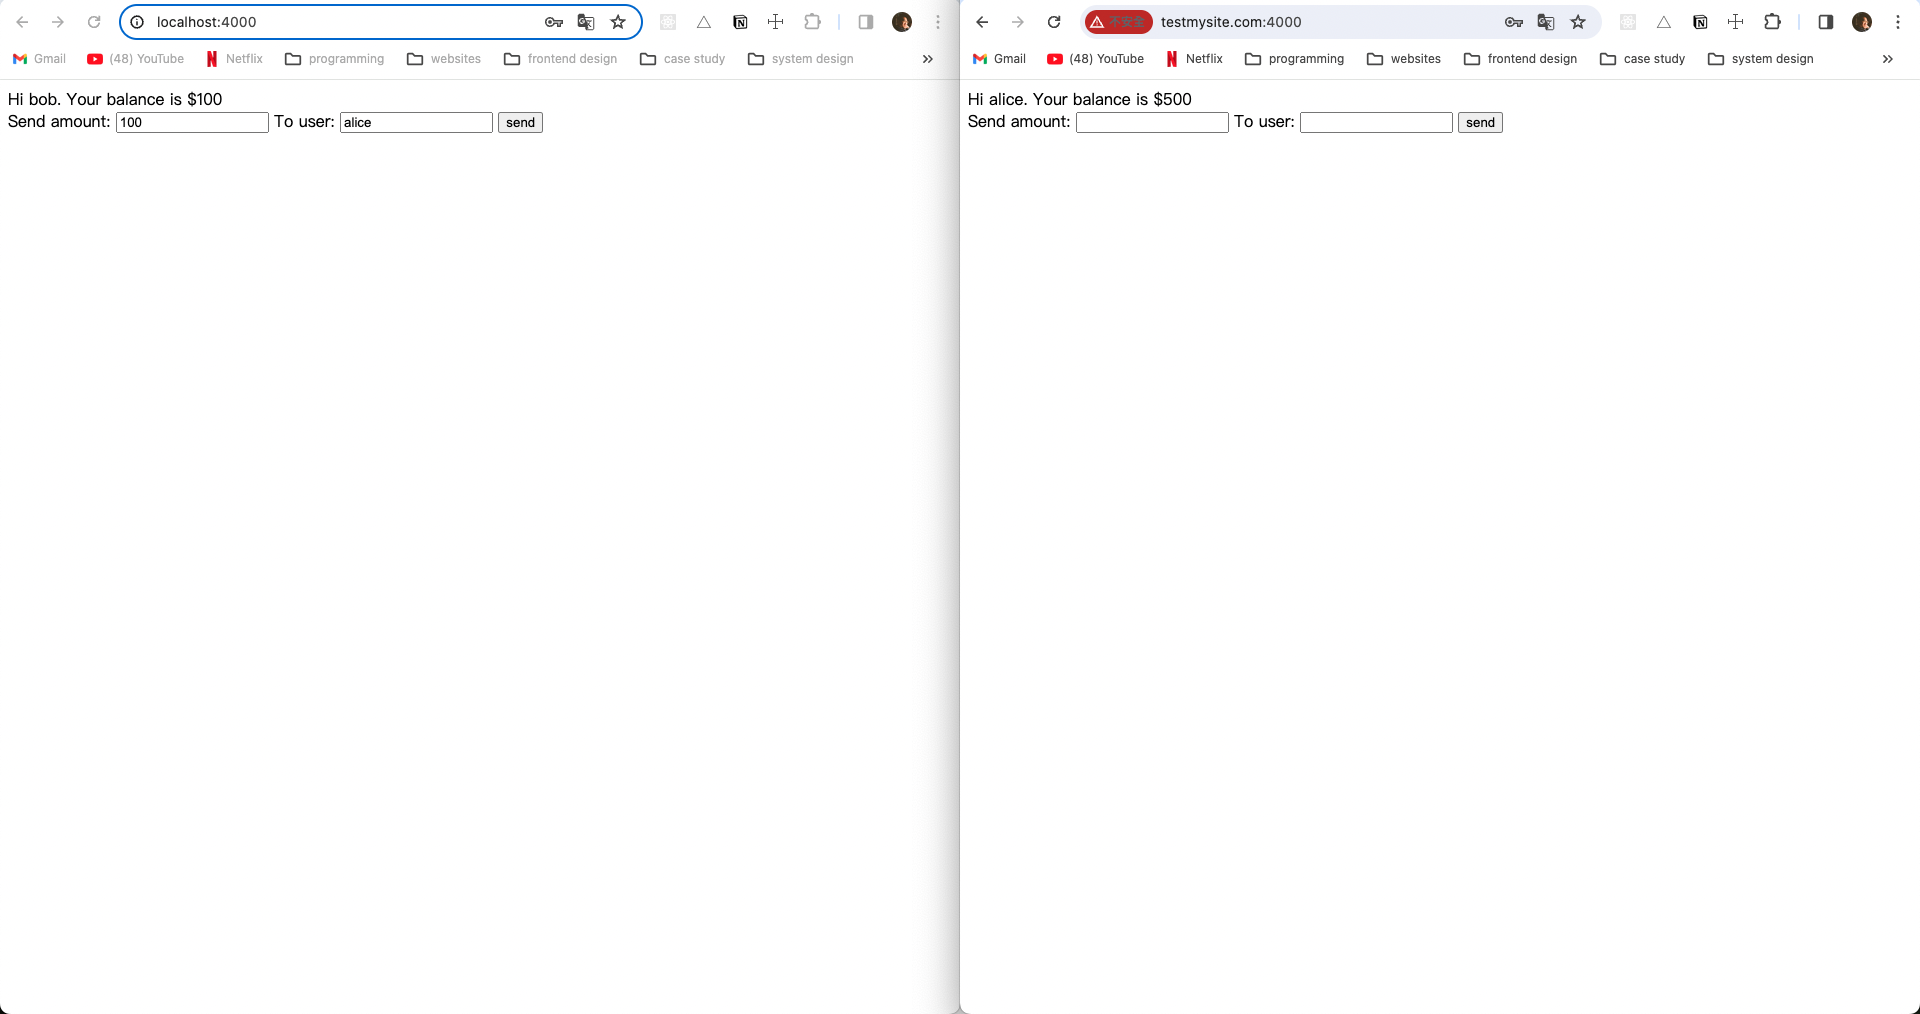 localhost:4000
Gmail (48) YouTube Netflix programming websites frontend design case study system design »
Hi bob. Your balance is $100
Send amount: 100 To user: alice send
不安全 testmysite.com:4000
Gmail (48) YouTube Netflix programming websites frontend design case study system design »
Hi alice. Your balance is $500
Send amount: To user: send